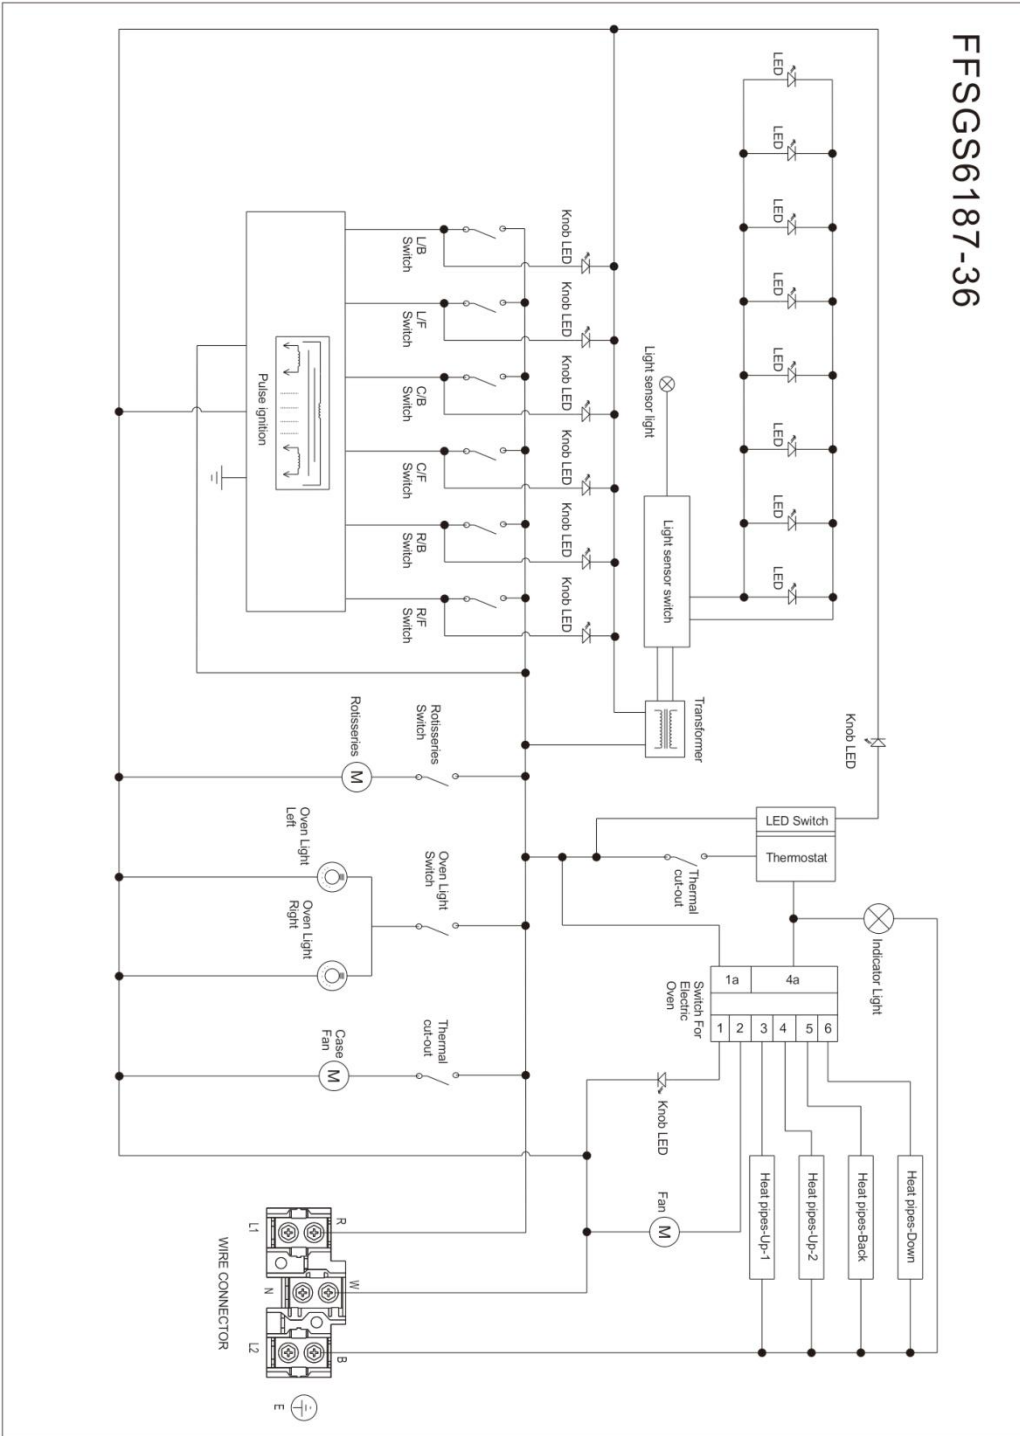 FFSGS6187-36
LED
LED
LED
LED
LED
LED
LED
LED
Knob LED
LED Switch
Thermostat
Indicator Light
Heat pipes-Down
Heat pipes-Back
Heat pipes-Up-2
Heat pipes-Up-1
Transformer
Light sensor switch
Light sensor light
Thermal
cut-out
1a
4a
1
2
3
4
5
6
Switch For
Electric
Oven
Knob LED
Fan
M
Knob LED
Knob LED
Knob LED
Knob LED
Knob LED
Knob LED
L/B
Switch
L/F
Switch
C/B
Switch
C/F
Switch
R/B
Switch
R/F
Switch
Rotisseries
Switch
Oven Light
Switch
Thermal
cut-out
Pulse ignition
Rotisseries
M
Oven Light
Left
Oven Light
Right
Case
Fan
M
R
W
B
L1
N
L2
WIRE CONNECTOR
E